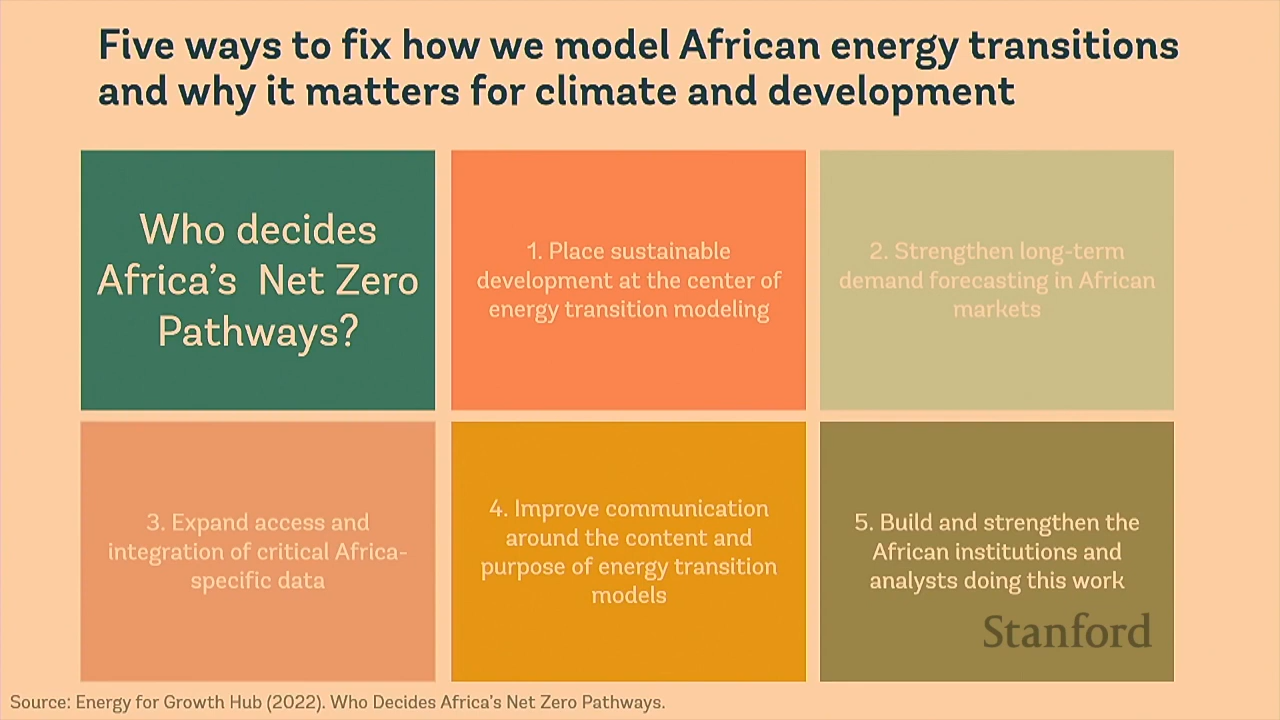 Five ways to fix how we model African energy transitions
and why it matters for climate and development
Who decides
Africa's Net Zero
Pathways?
1. Place sustainable
development at the center of
energy transition modeling
2. Strengthen long-term
demand forecasting in African
markets
3. Expand access and
integration of critical Africa-
specific data
4. Improve communication
around the content and
purpose of energy transition
models
5. Build and strengthen the
African institutions and
analysts doing this work
Stanford
Source: Energy for Growth Hub (2022). Who Decides Africa's Net Zero Pathways.